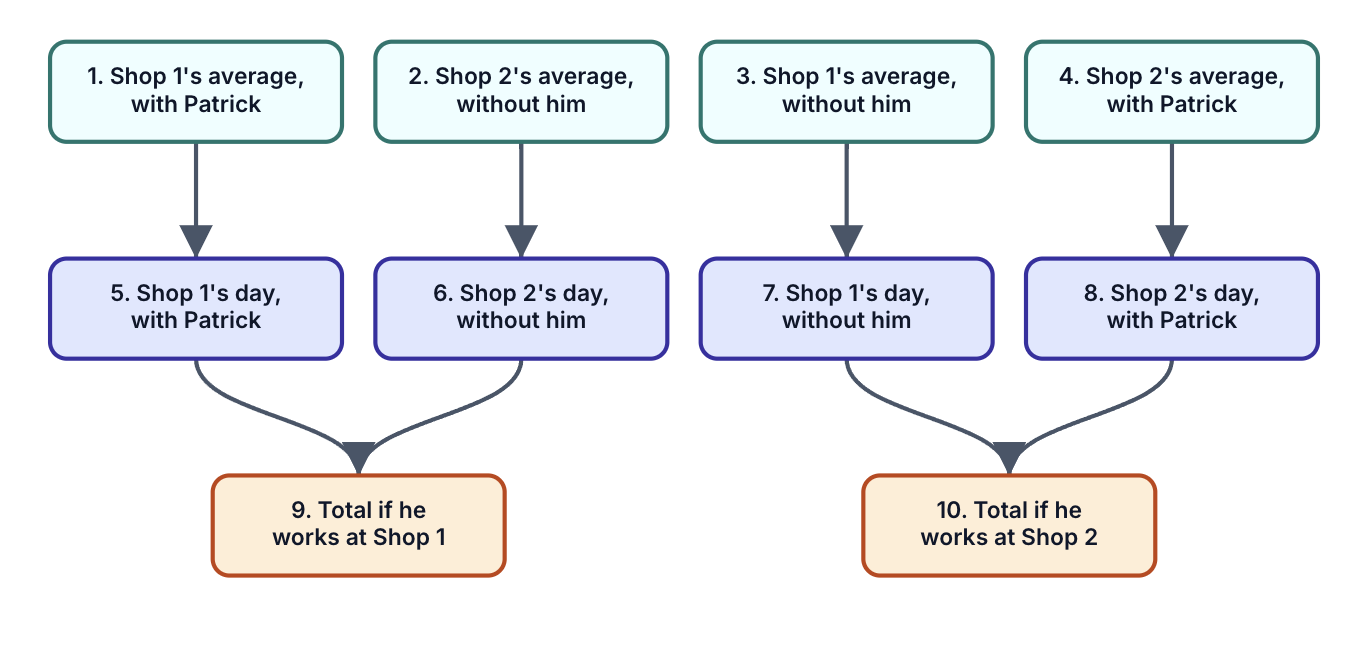 1. Shop 1's average,
with Patrick
2. Shop 2's average,
without him
3. Shop 1's average,
without him
4. Shop 2's average,
with Patrick
5. Shop 1's day,
with Patrick
6. Shop 2's day,
without him
7. Shop 1's day,
without him
8. Shop 2's day,
with Patrick
9. Total if he
works at Shop 1
10. Total if he
works at Shop 2